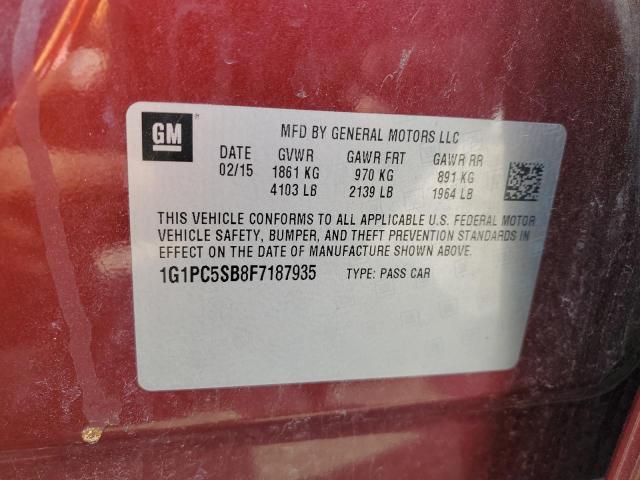 GM
MFD BY GENERAL MOTORS LLC
DATE GVWR GAWR FRT GAWR RR
02/15 1861 KG 970 KG 891 KG
4103 LB 2139 LB 1964 LB
THIS VEHICLE CONFORMS TO ALL APPLICABLE U.S. FEDERAL MOTOR
VEHICLE SAFETY, BUMPER, AND THEFT PREVENTION STANDARDS IN
EFFECT ON THE DATE OF MANUFACTURE SHOWN ABOVE.
1G1PC5SB8F7187935 TYPE: PASS CAR